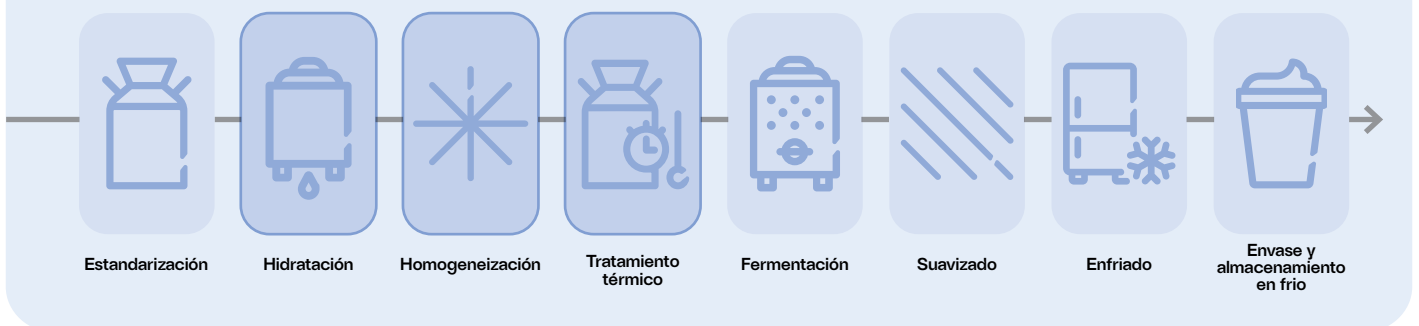 Estandarización
Hidratación
Homogeneización
Tratamiento
térmico
Fermentación
Suavizado
Enfriado
Envase y
almacenamiento
en frio